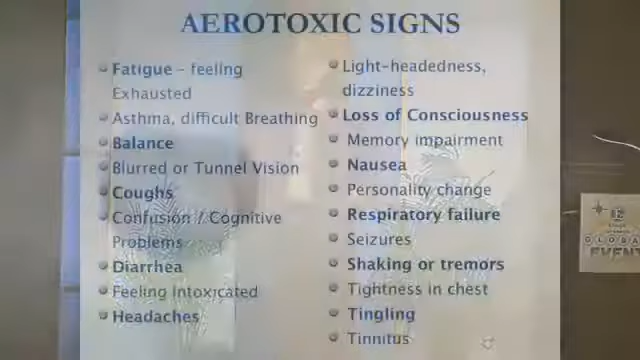 AEROTOXIC SIGNS
Fatigue – feeling
Exhausted
Asthma, difficult Breathing
Balance
Blurred or Tunnel Vision
Coughs
Confusion / Cognitive
Problems
Diarrhea
Feeling Intoxicated
Headaches
Light-headedness,
dizziness
Loss of Consciousness
Memory impairment
Nausea
Personality change
Respiratory failure
Seizures
Shaking or tremors
Tightness in chest
Tingling
Tinnitus
GLOBA
EVENT